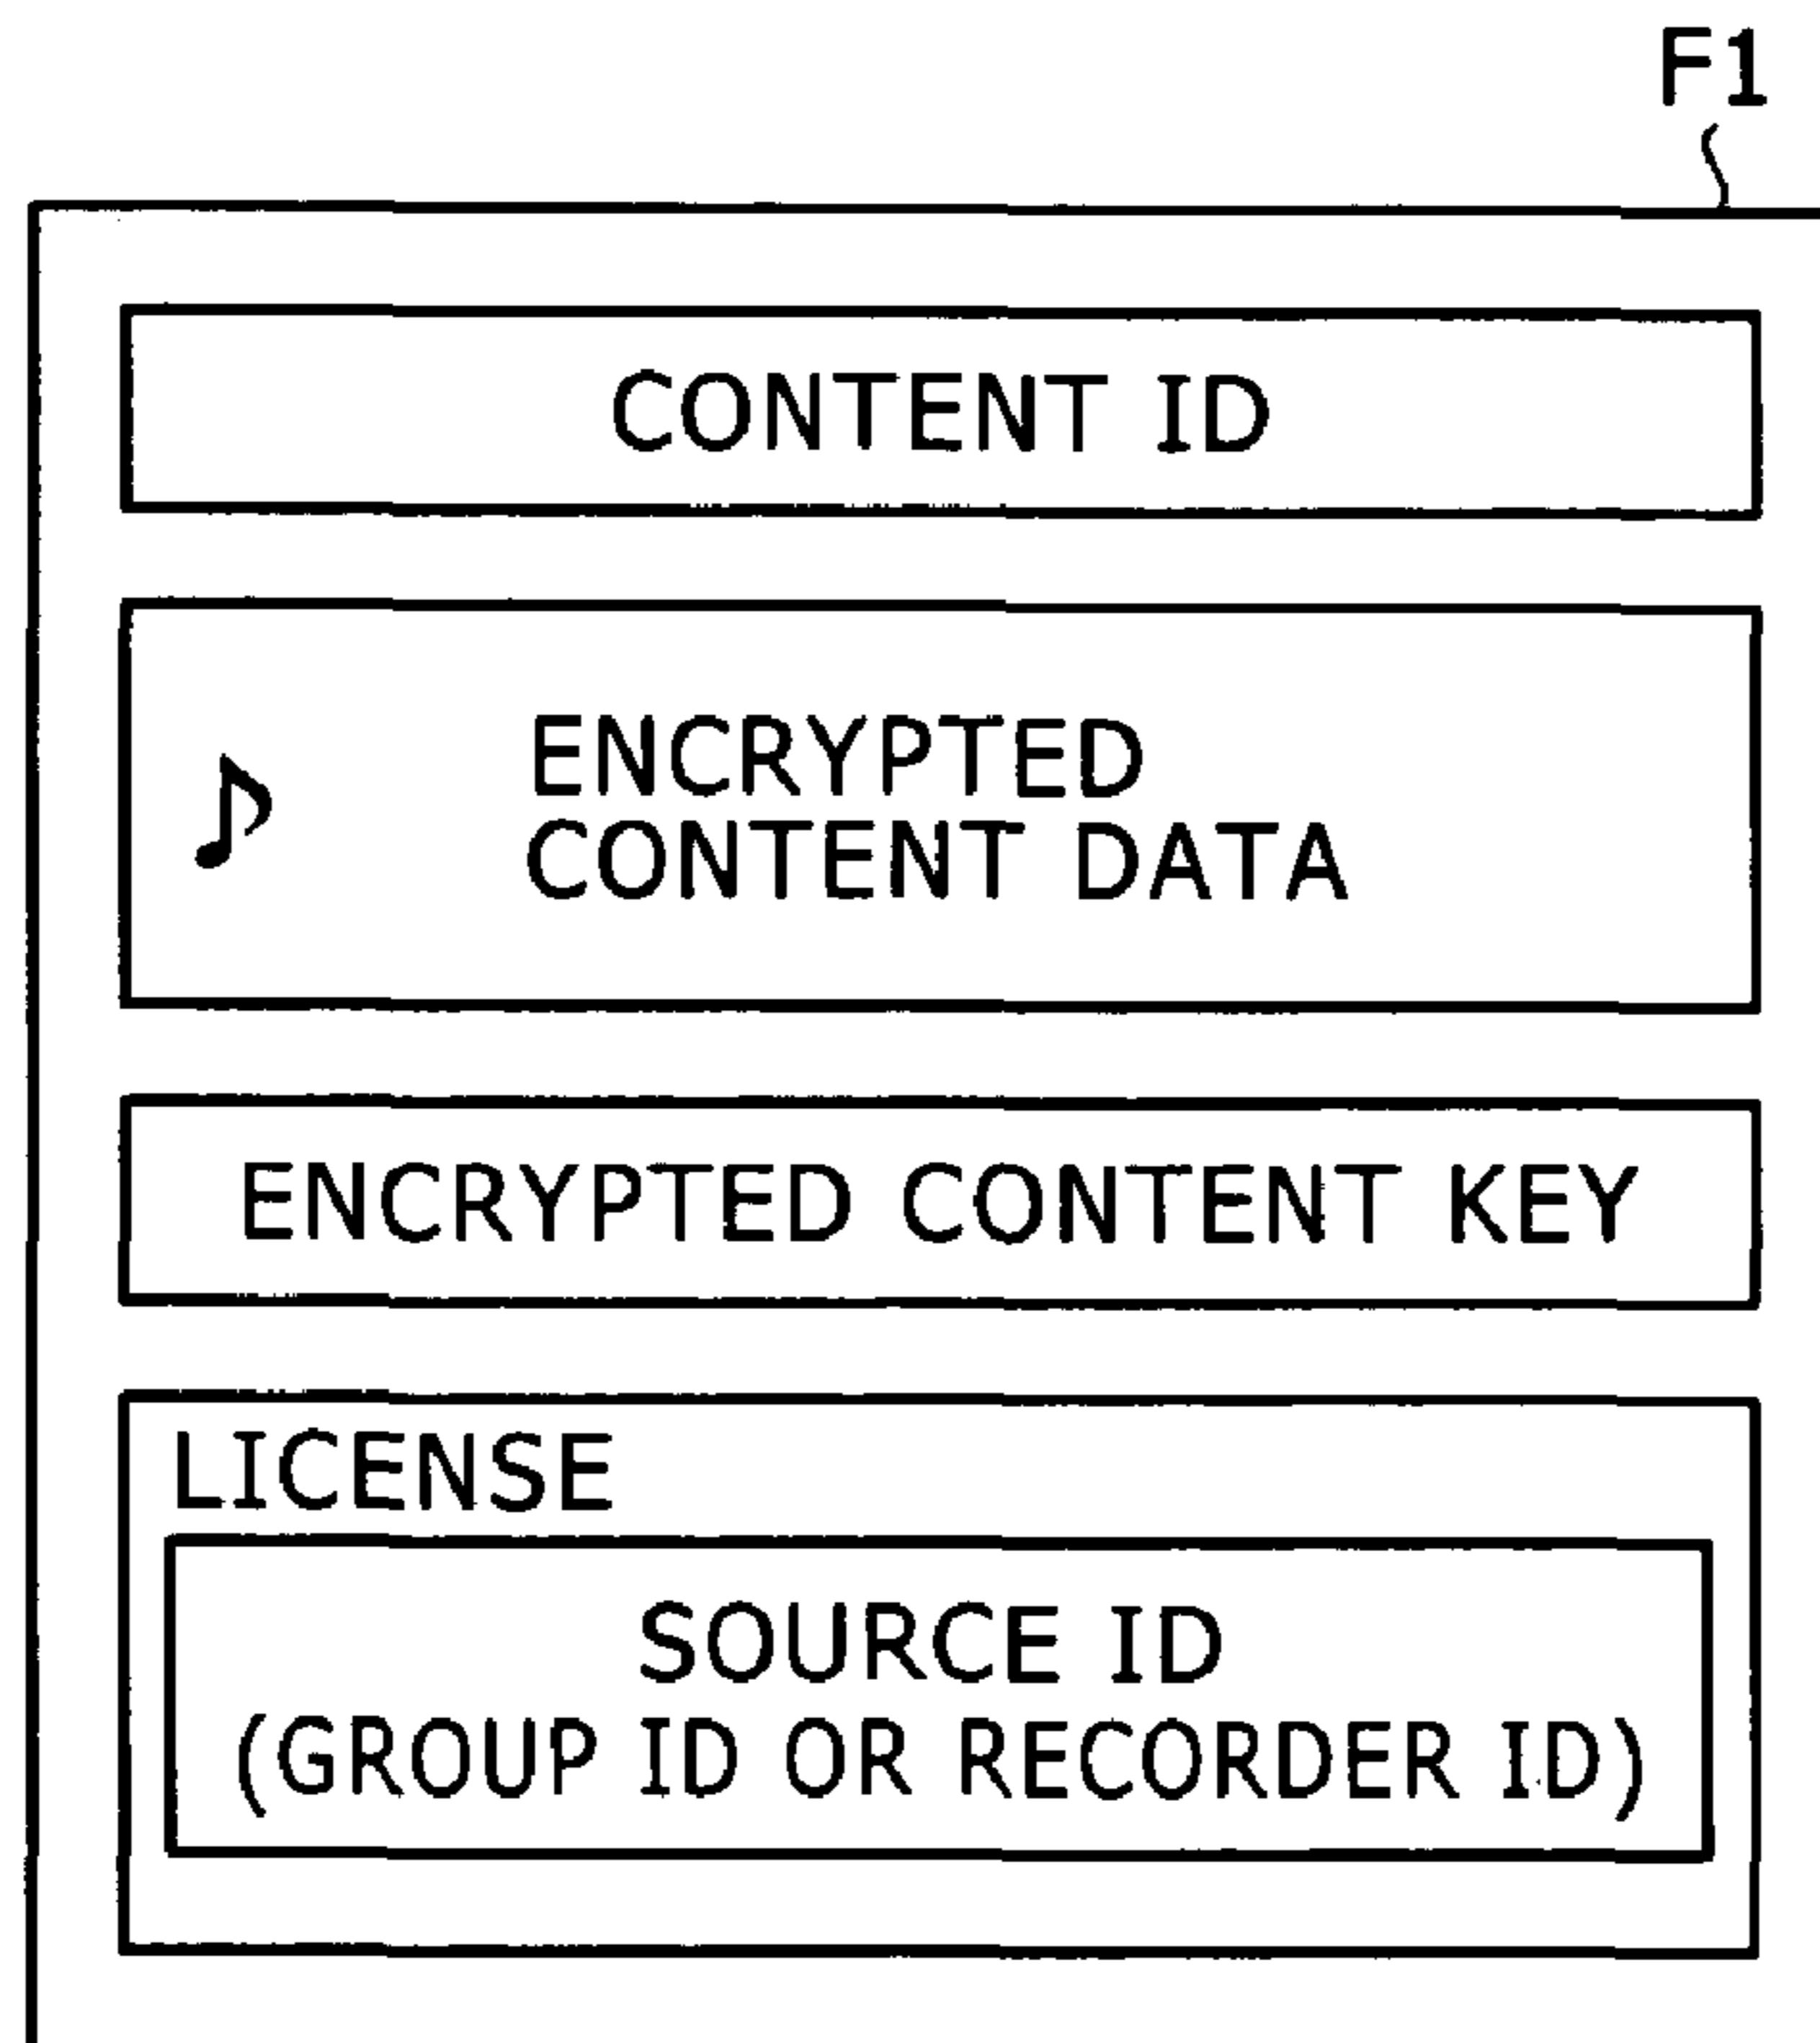 F1
CONTENT ID
ENCRYPTED
CONTENT DATA
ENCRYPTED CONTENT KEY
LICENSE
SOURCE ID
(GROUP ID OR RECORDER ID)